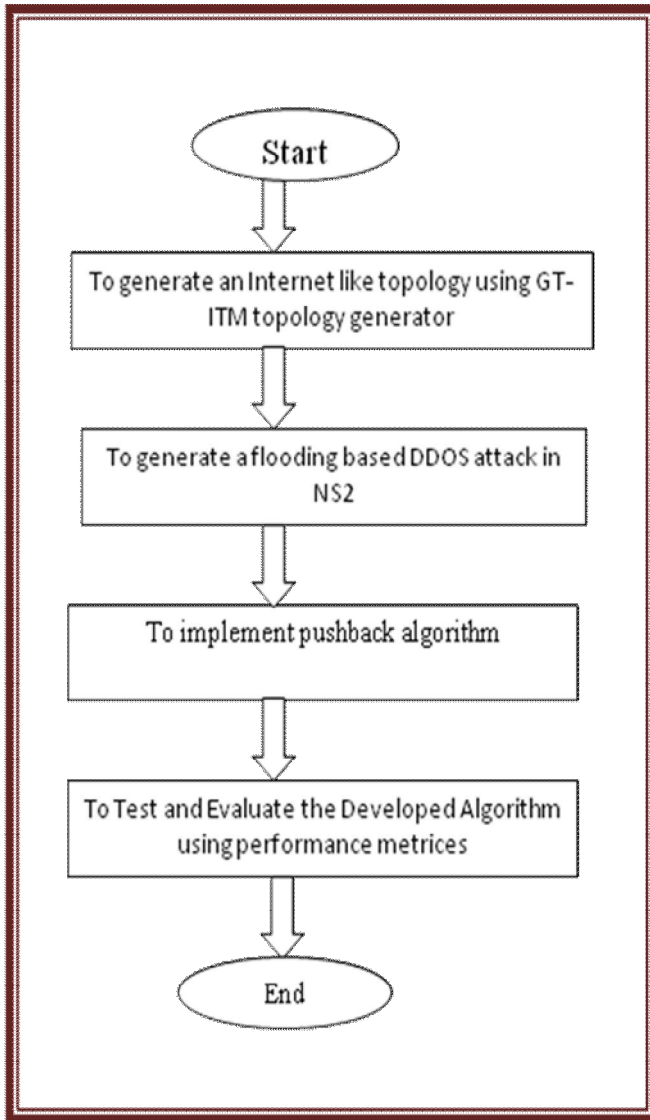 Start
To generate an Internet like topology using GT-
ITM topology generator
To generate a flooding based DDOS attack in
NS2
To implement pushback algorithm
To Test and Evaluate the Developed Algorithm
using performance metrices
End